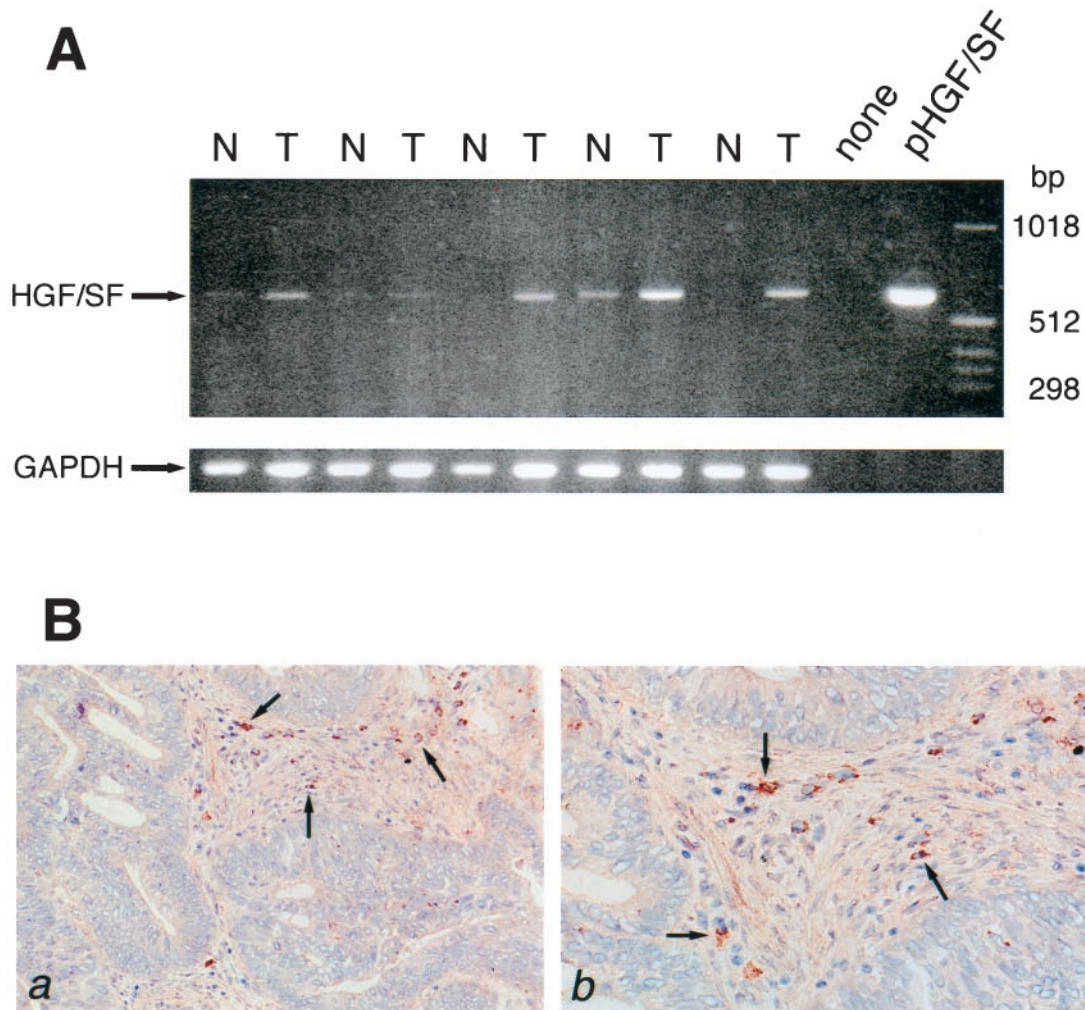 A
N T N T N T N T N T none pHGF/SF
bp
1018
HGF/SF
512
298
GAPDH
B
a
b